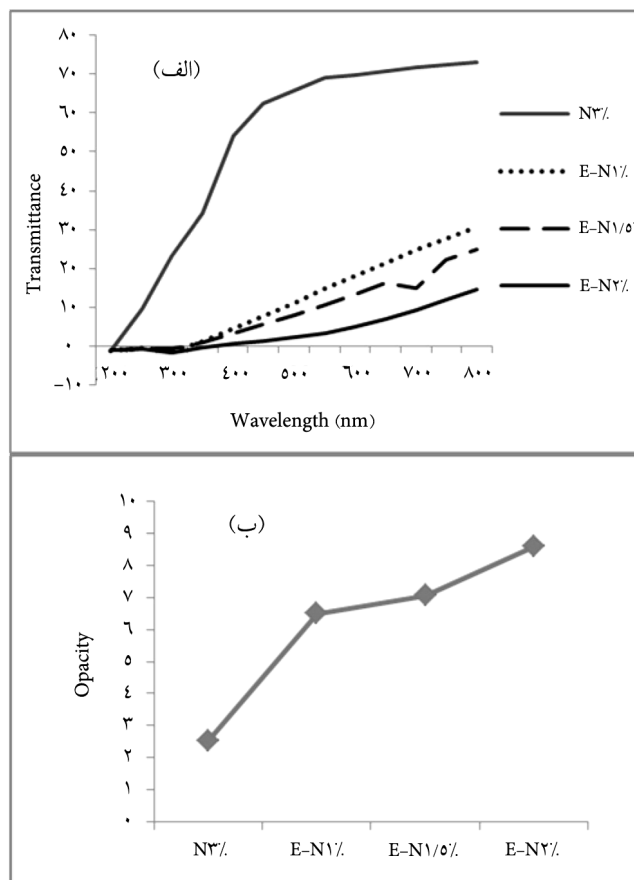 ۸۰
(الف)
۷۰
۶۰
۵۰
۴۰
۳۰
۲۰
۱۰
۰
−۱۰
Transmittance
۲۰۰ ۳۰۰ ۴۰۰ ۵۰۰ ۶۰۰ ۷۰۰ ۸۰۰
Wavelength (nm)
N۳٪
E–N۱٪
E–N۱/۵٪
E–N۲٪
(ب)
۱۰
۹
۸
۷
۶
۵
۴
۳
۲
۱
۰
Opacity
N۳٪ E–N۱٪ E–N۱/۵٪ E–N۲٪